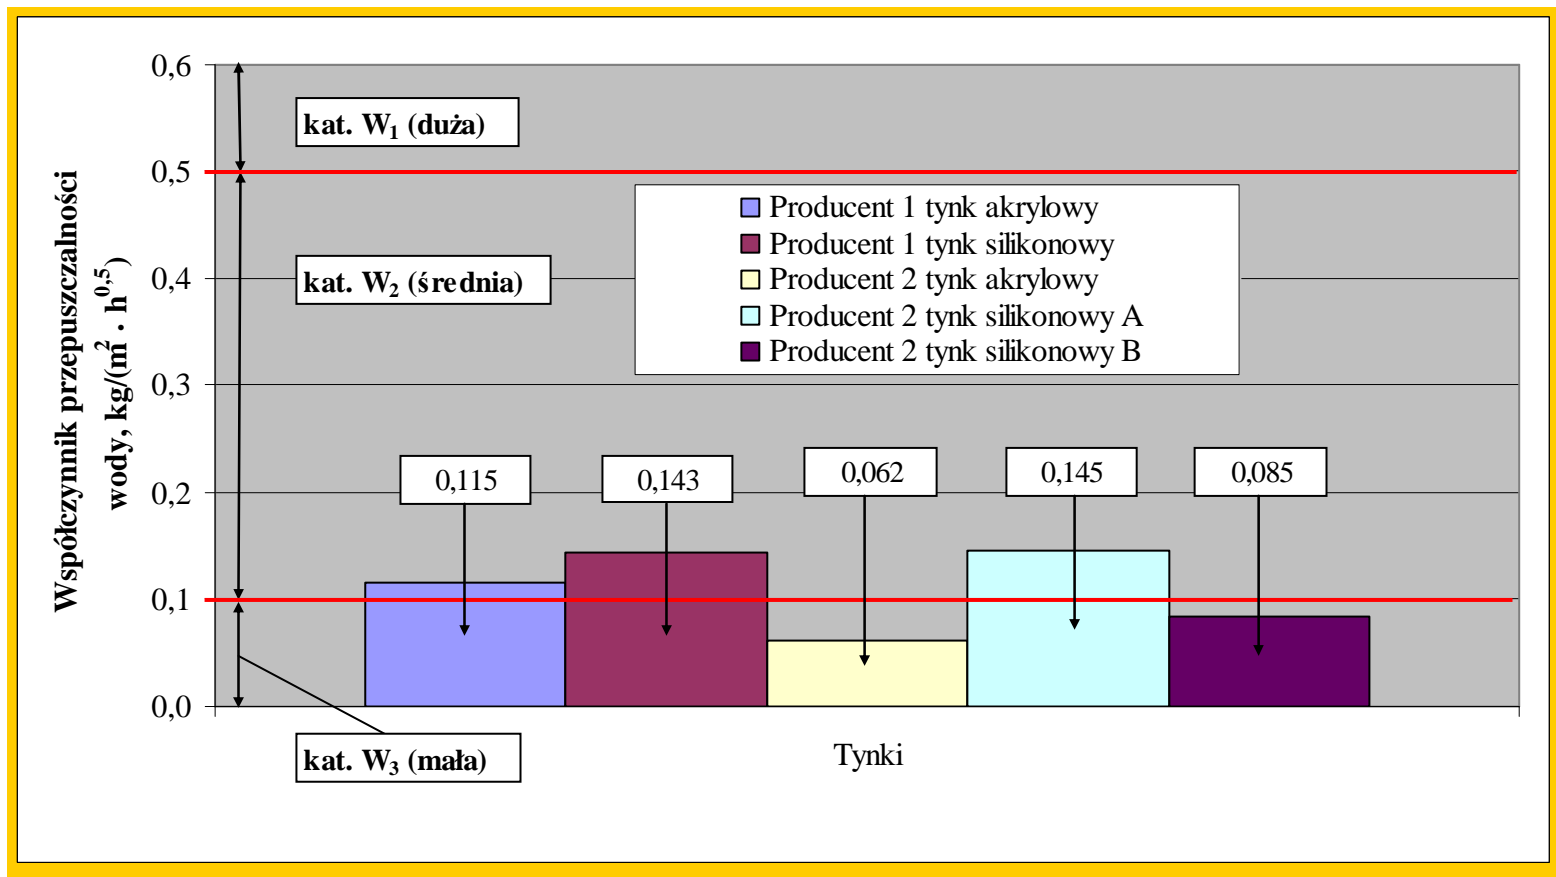 0,6
kat. W₁ (duża)
0,5
Producent 1 tynk akrylowy
Producent 1 tynk silikonowy
Producent 2 tynk akrylowy
Producent 2 tynk silikonowy A
Producent 2 tynk silikonowy B
0,4
kat. W₂ (średnia)
Współczynnik przepuszczalności
wody, kg/(m² · h⁰,⁵)
0,3
0,115
0,143
0,062
0,145
0,085
0,2
0,1
0,0
kat. W₃ (mała)
Tynki